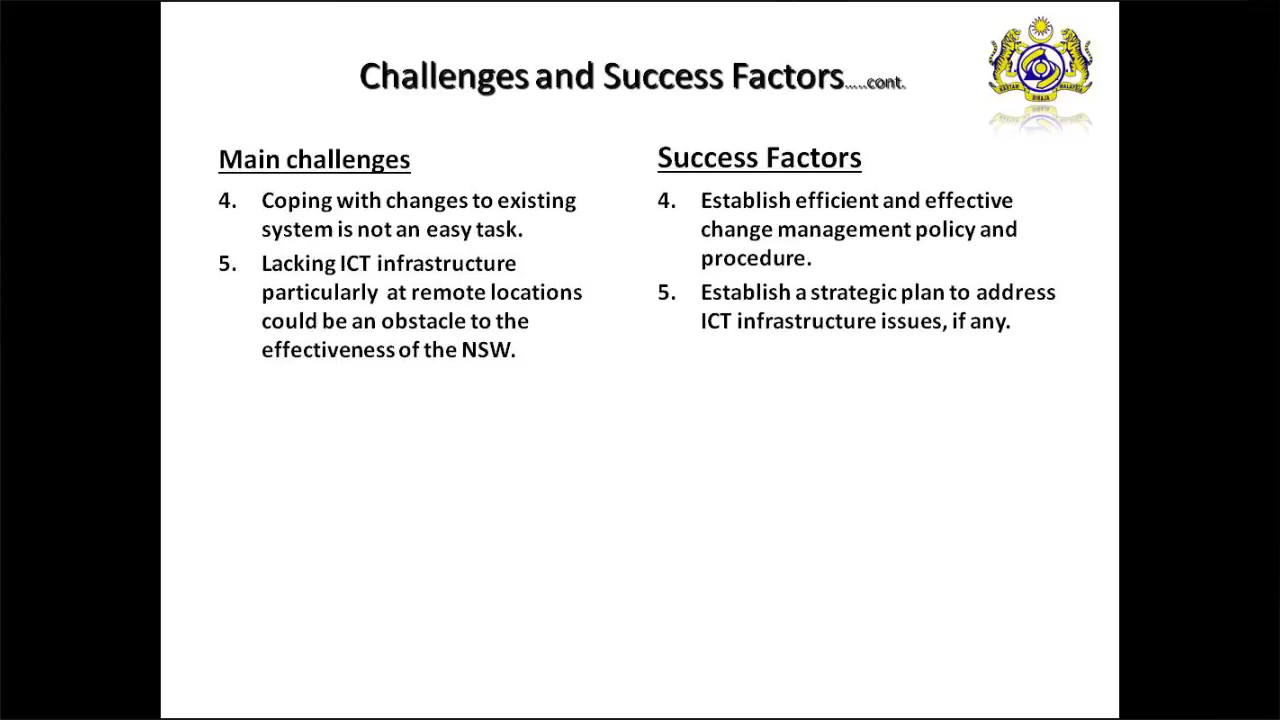 Challenges and Success Factors.....cont.
KASTAM DIRAJA MALAYSIA
Main challenges
4. Coping with changes to existing
system is not an easy task.
5. Lacking ICT infrastructure
particularly at remote locations
could be an obstacle to the
effectiveness of the NSW.
Success Factors
4. Establish efficient and effective
change management policy and
procedure.
5. Establish a strategic plan to address
ICT infrastructure issues, if any.